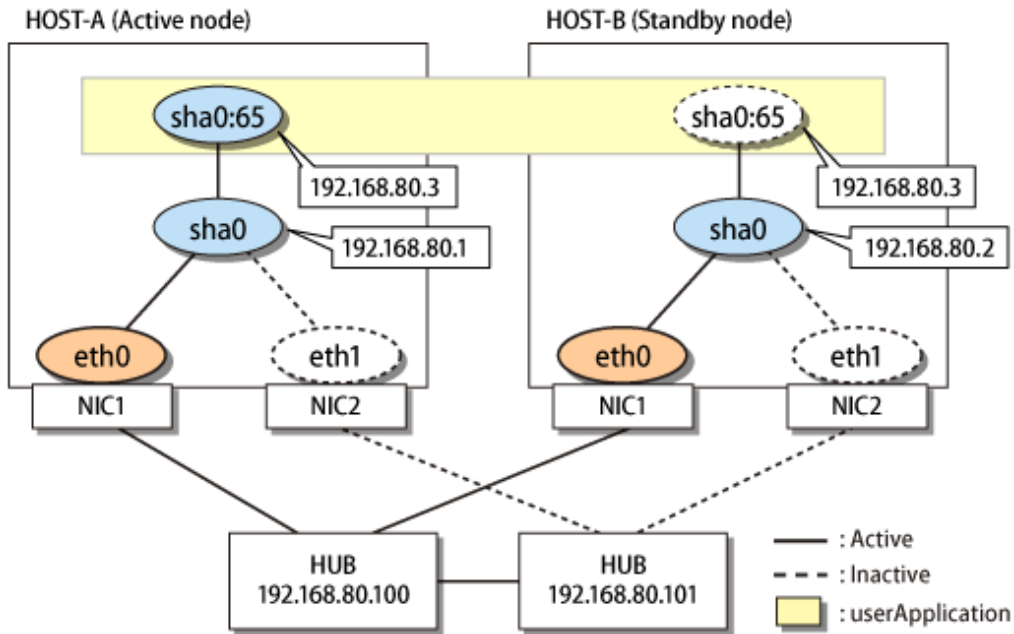 HOST-A (Active node)
HOST-B (Standby node)
sha0:65
sha0:65
192.168.80.3
192.168.80.3
sha0
sha0
192.168.80.1
192.168.80.2
eth0
eth1
eth0
eth1
NIC1
NIC2
NIC1
NIC2
HUB
192.168.80.100
HUB
192.168.80.101
: Active
: Inactive
: userApplication